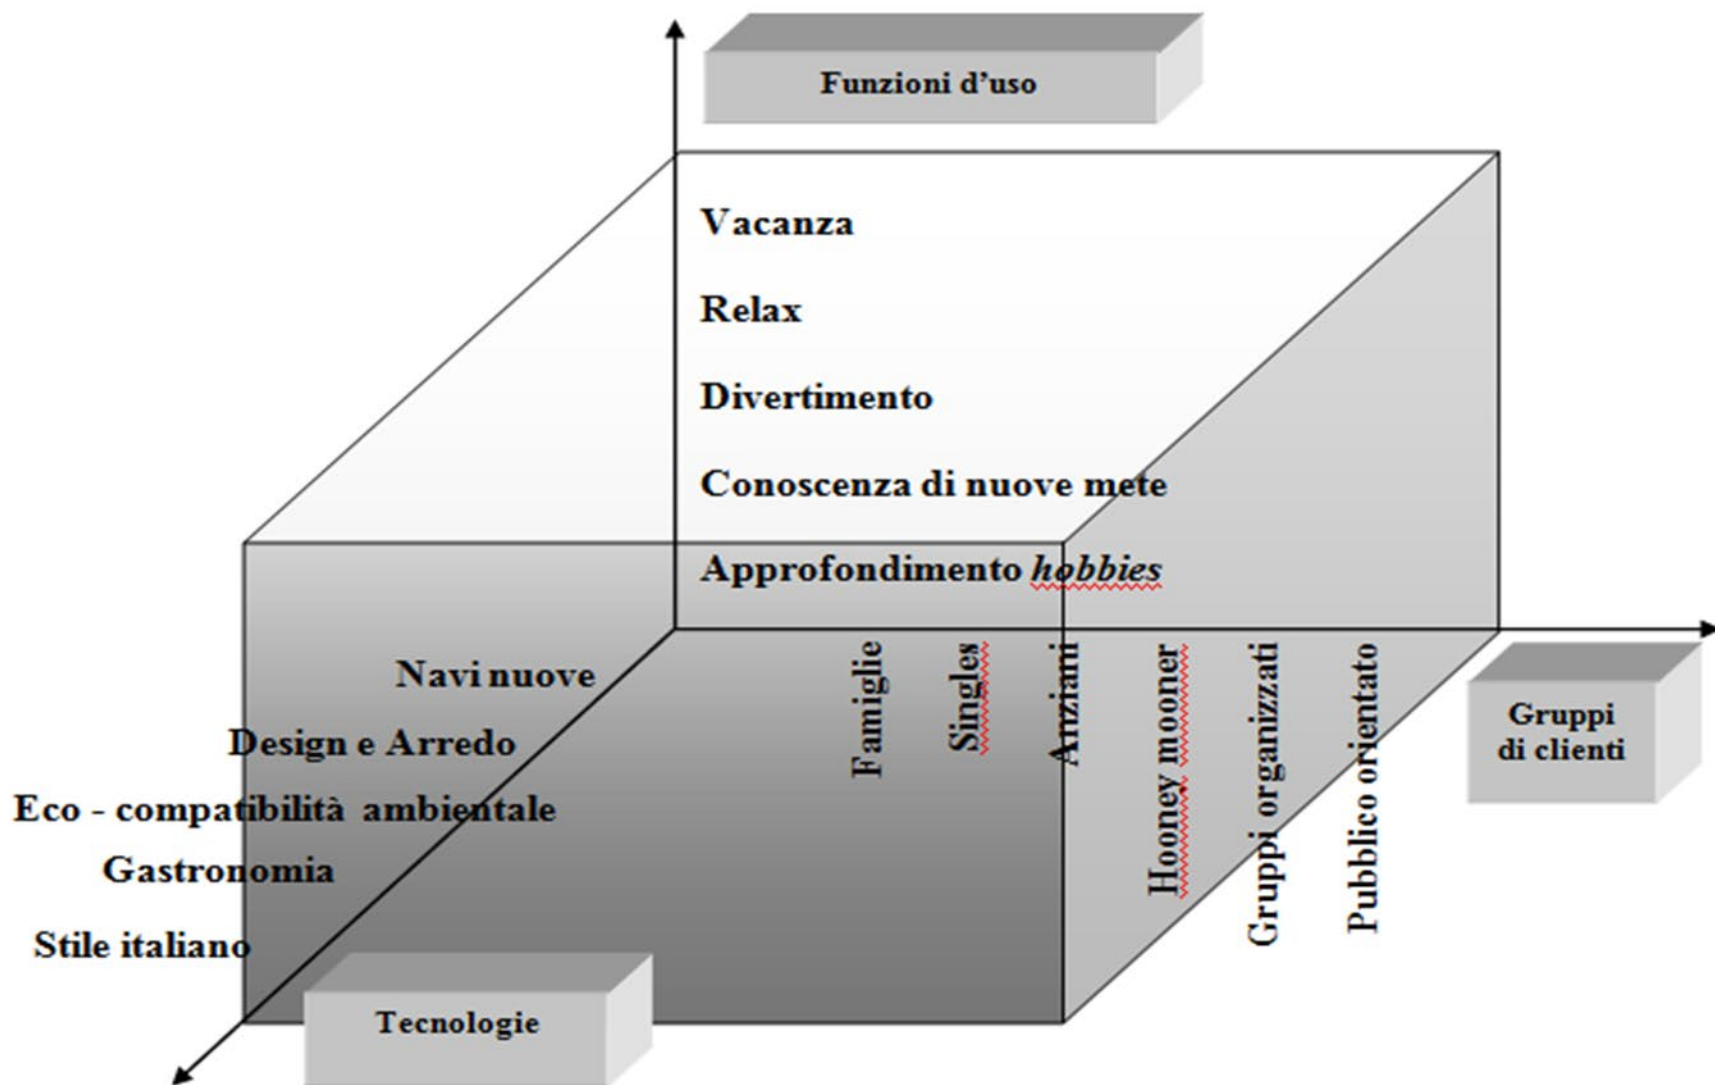 Funzioni d’uso
Vacanza
Relax
Divertimento
Conoscenza di nuove mete
Approfondimento hobbies
Navi nuove
Design e Arredo
Eco - compatibilità ambientale
Gastronomia
Stile italiano
Tecnologie
Famiglie
Singles
Anziani
Hooney mooner
Gruppi organizzati
Pubblico orientato
Gruppi
di clienti